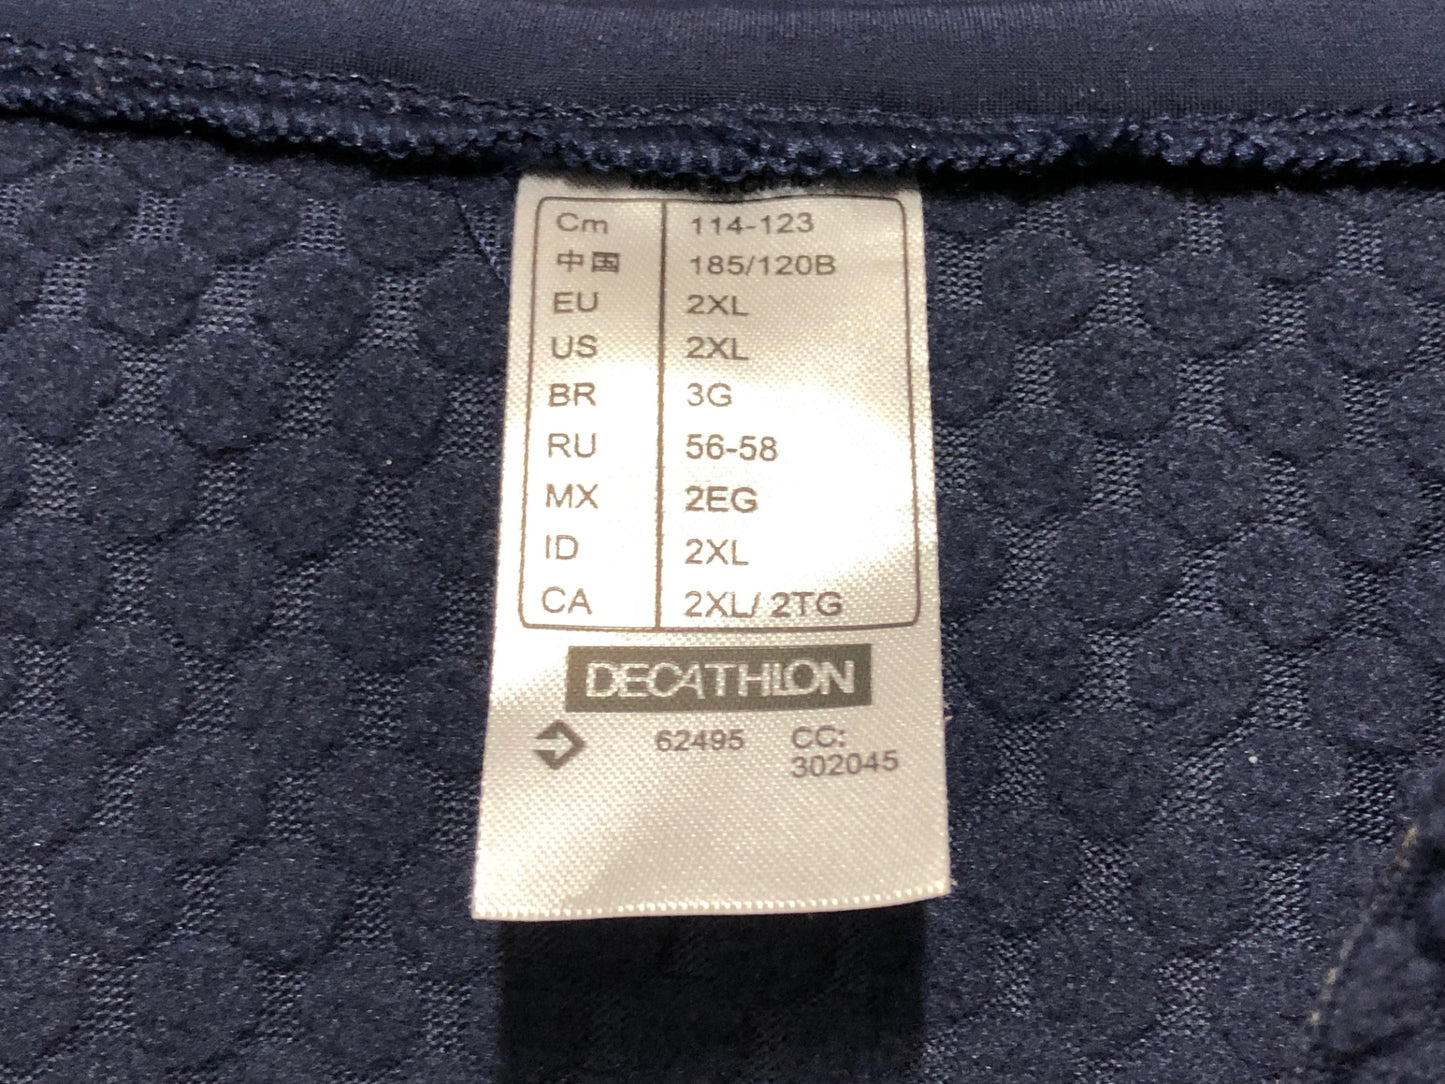 Cm 114-123
中国 185/120B
EU 2XL
US 2XL
BR 3G
RU 56-58
MX 2EG
ID 2XL
CA 2XL/ 2TG
DECATHLON
62495 CC:
302045